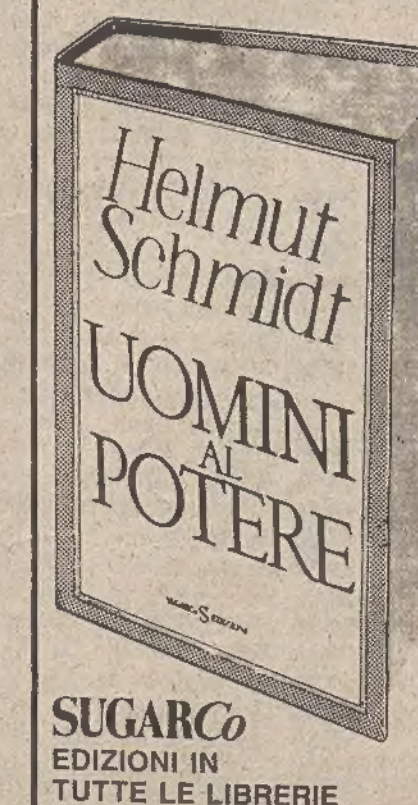 Helmut
Schmidt
UOMINI
AL
POTERE
SUGARCo
EDIZIONI IN
TUTTE LE LIBRERIE